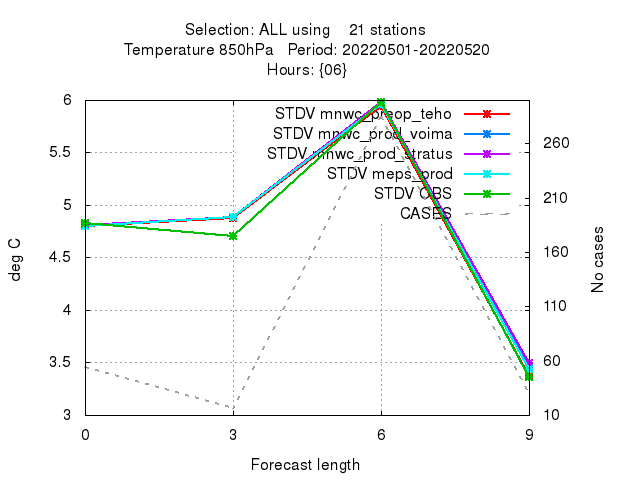 Selection: ALL using 21 stations
Temperature 850hPa Period: 20220501-20220520
Hours: {06}
STDV mnwc_preop_teho
STDV mnwc_prod_voima
STDV mnwc_prod_stratus
STDV meps_prod
STDV OBS
CASES
6
5.5
5
4.5
4
3.5
3
260
210
160
110
60
10
deg C
No cases
0 3 6 9
Forecast length